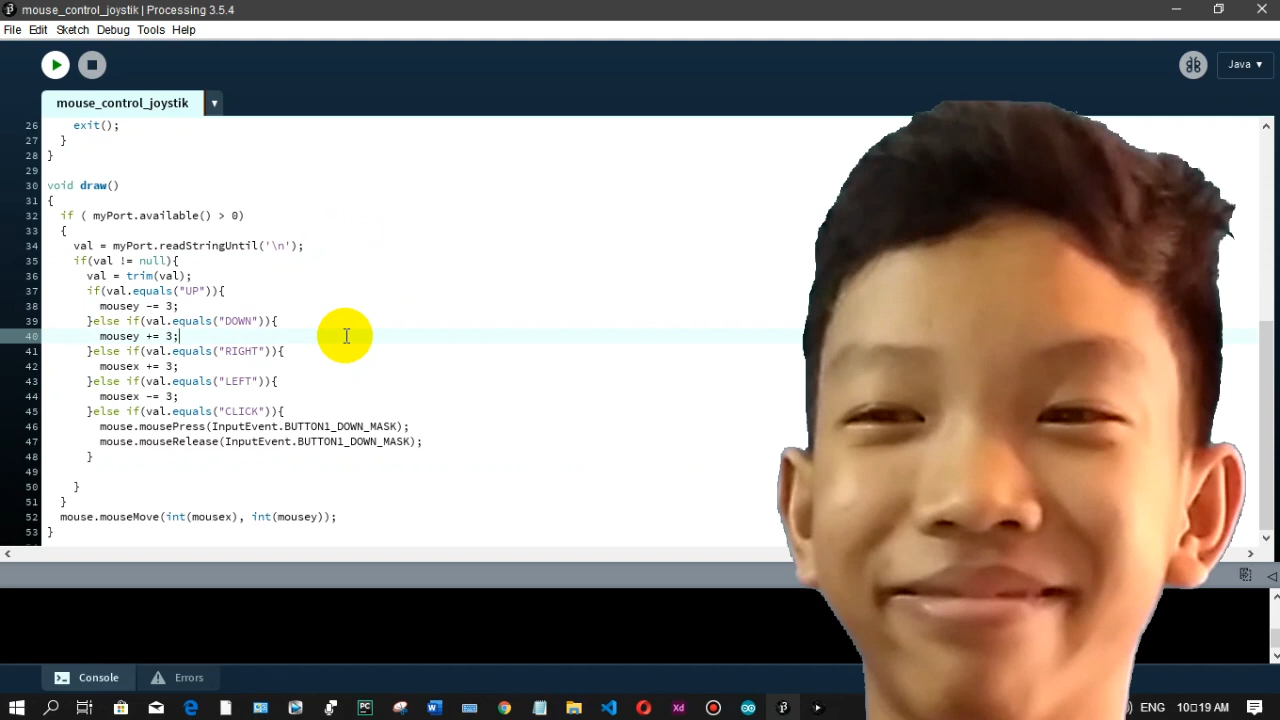 mouse_control_joystik | Processing 3.5.4
File Edit Sketch Debug Tools Help
Java ▾
mouse_control_joystik ▾
26 exit();
27 }
28 }
29
30 void draw()
31 {
32 if ( myPort.available() > 0)
33 {
34 val = myPort.readStringUntil('\n');
35 if(val != null){
36 val = trim(val);
37 if(val.equals("UP")){
38 mousey -= 3;
39 }else if(val.equals("DOWN")){
40 mousey += 3;
41 }else if(val.equals("RIGHT")){
42 mousex += 3;
43 }else if(val.equals("LEFT")){
44 mousex -= 3;
45 }else if(val.equals("CLICK")){
46 mouse.mousePress(InputEvent.BUTTON1_DOWN_MASK);
47 mouse.mouseRelease(InputEvent.BUTTON1_DOWN_MASK);
48 }
49
50 }
51 }
52 mouse.mouseMove(int(mousex), int(mousey));
53 }
Console Errors
ENG 10:19 AM